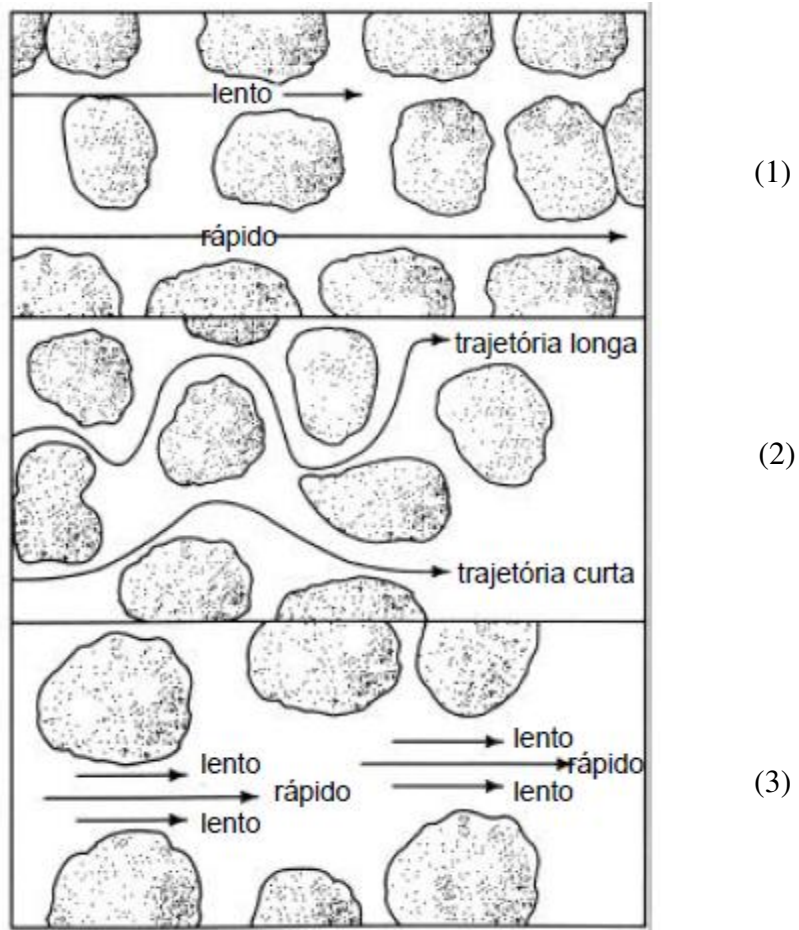 lento
(1)
rápido
trajetória longa
(2)
trajetória curta
lento
lento
rápido
rápido
(3)
lento
lento